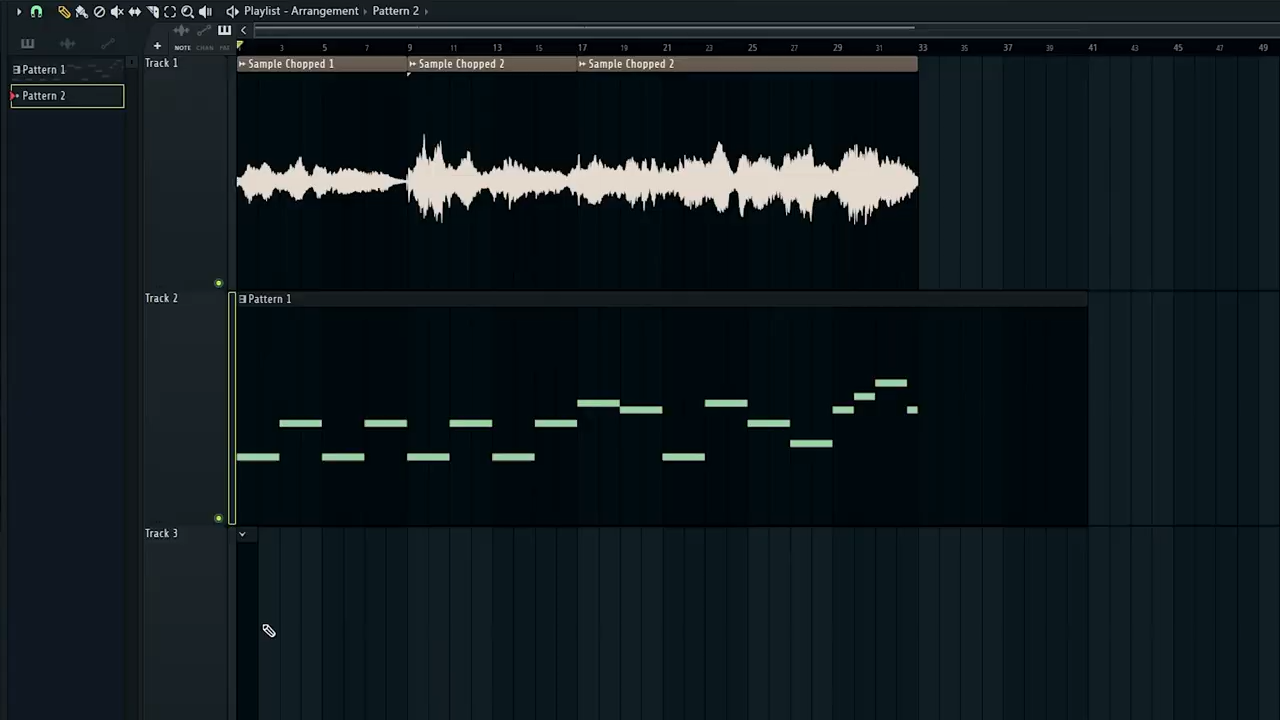 Playlist - Arrangement › Pattern 2 ›
NOTE CHAN PAT
3 5 7 9 11 13 15 17 19 21 23 25 27 29 31 33 35 37 39 41 43 45 47 49
Pattern 1
Pattern 2
Track 1
Sample Chopped 1
Sample Chopped 2
Sample Chopped 2
Track 2
Pattern 1
Track 3